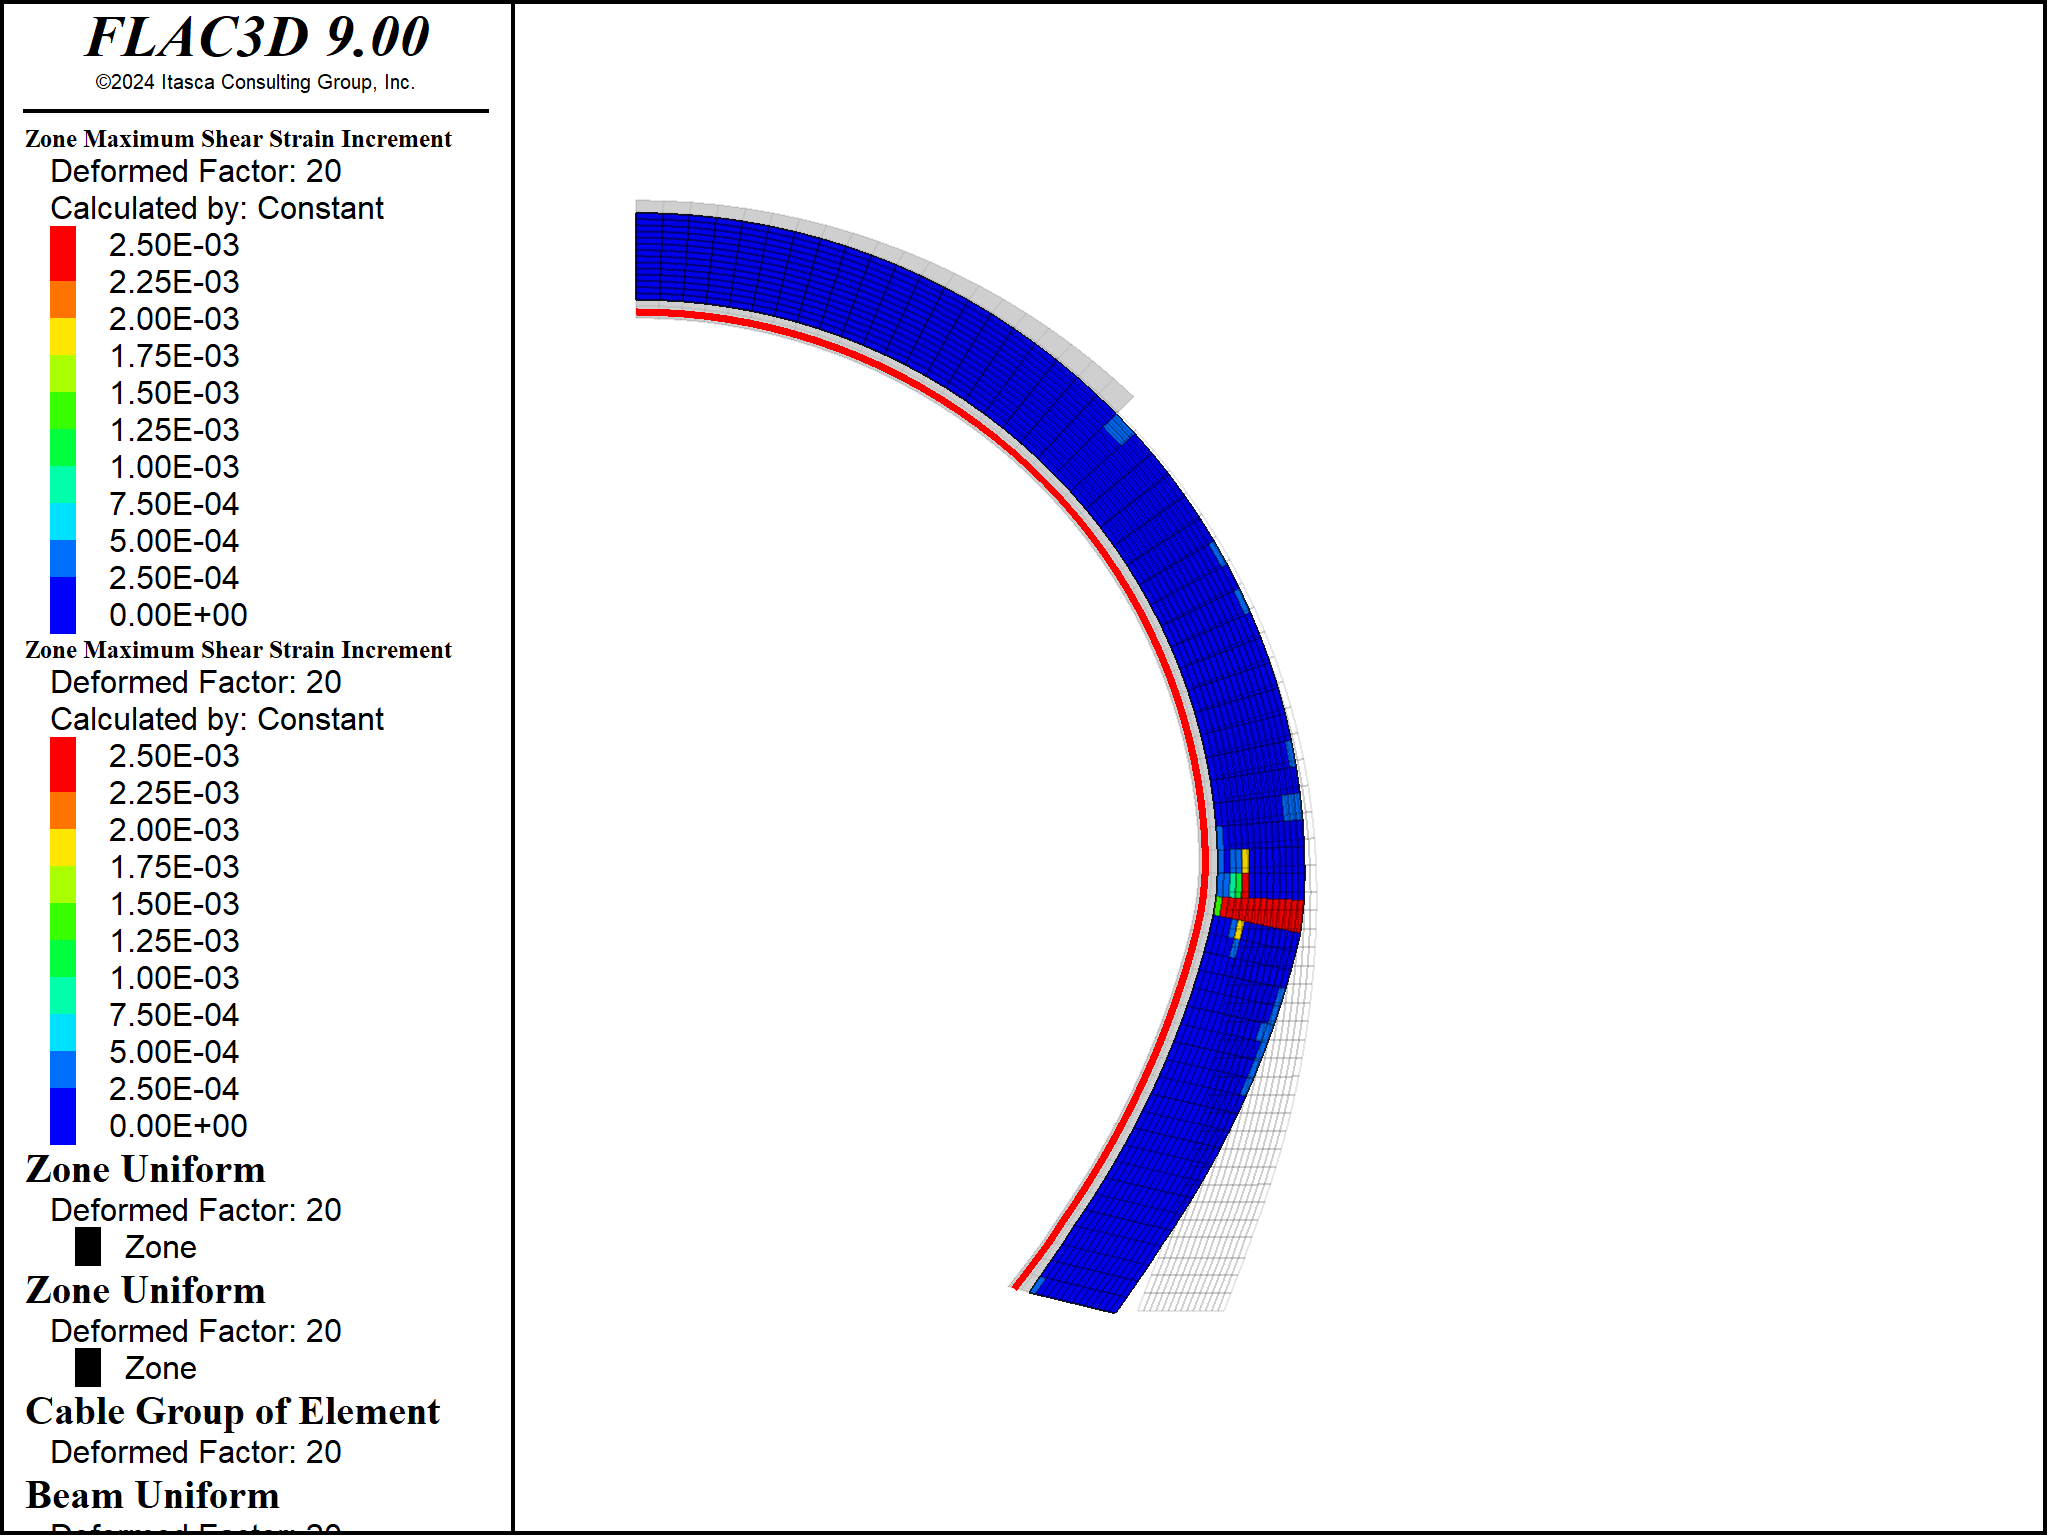 FLAC3D 9.00
©2024 Itasca Consulting Group, Inc.
Zone Maximum Shear Strain Increment
Deformed Factor: 20
Calculated by: Constant
2.50E-03
2.25E-03
2.00E-03
1.75E-03
1.50E-03
1.25E-03
1.00E-03
7.50E-04
5.00E-04
2.50E-04
0.00E+00
Zone Maximum Shear Strain Increment
Deformed Factor: 20
Calculated by: Constant
2.50E-03
2.25E-03
2.00E-03
1.75E-03
1.50E-03
1.25E-03
1.00E-03
7.50E-04
5.00E-04
2.50E-04
0.00E+00
Zone Uniform
Deformed Factor: 20
Zone
Zone Uniform
Deformed Factor: 20
Zone
Cable Group of Element
Deformed Factor: 20
Beam Uniform
Deformed Factor: 20